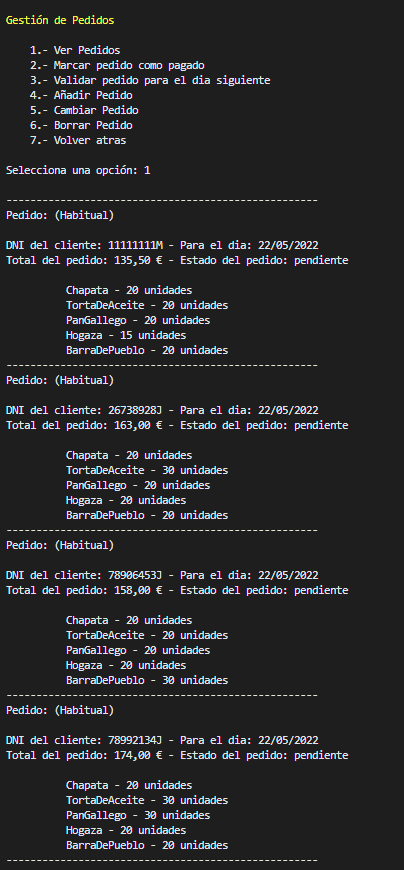 Gestión de Pedidos
1.- Ver Pedidos
2.- Marcar pedido como pagado
3.- Validar pedido para el dia siguiente
4.- Añadir Pedido
5.- Cambiar Pedido
6.- Borrar Pedido
7.- Volver atras
Selecciona una opción: 1
----------------------------------------------------
Pedido: (Habitual)
DNI del cliente: 11111111M - Para el dia: 22/05/2022
Total del pedido: 135,50 € - Estado del pedido: pendiente
Chapata - 20 unidades
TortaDeAceite - 20 unidades
PanGallego - 20 unidades
Hogaza - 15 unidades
BarraDePueblo - 20 unidades
----------------------------------------------------
Pedido: (Habitual)
DNI del cliente: 26738928J - Para el dia: 22/05/2022
Total del pedido: 163,00 € - Estado del pedido: pendiente
Chapata - 20 unidades
TortaDeAceite - 30 unidades
PanGallego - 20 unidades
Hogaza - 20 unidades
BarraDePueblo - 20 unidades
----------------------------------------------------
Pedido: (Habitual)
DNI del cliente: 78906453J - Para el dia: 22/05/2022
Total del pedido: 158,00 € - Estado del pedido: pendiente
Chapata - 20 unidades
TortaDeAceite - 20 unidades
PanGallego - 20 unidades
Hogaza - 20 unidades
BarraDePueblo - 30 unidades
----------------------------------------------------
Pedido: (Habitual)
DNI del cliente: 78992134J - Para el dia: 22/05/2022
Total del pedido: 174,00 € - Estado del pedido: pendiente
Chapata - 20 unidades
TortaDeAceite - 30 unidades
PanGallego - 30 unidades
Hogaza - 20 unidades
BarraDePueblo - 20 unidades
----------------------------------------------------